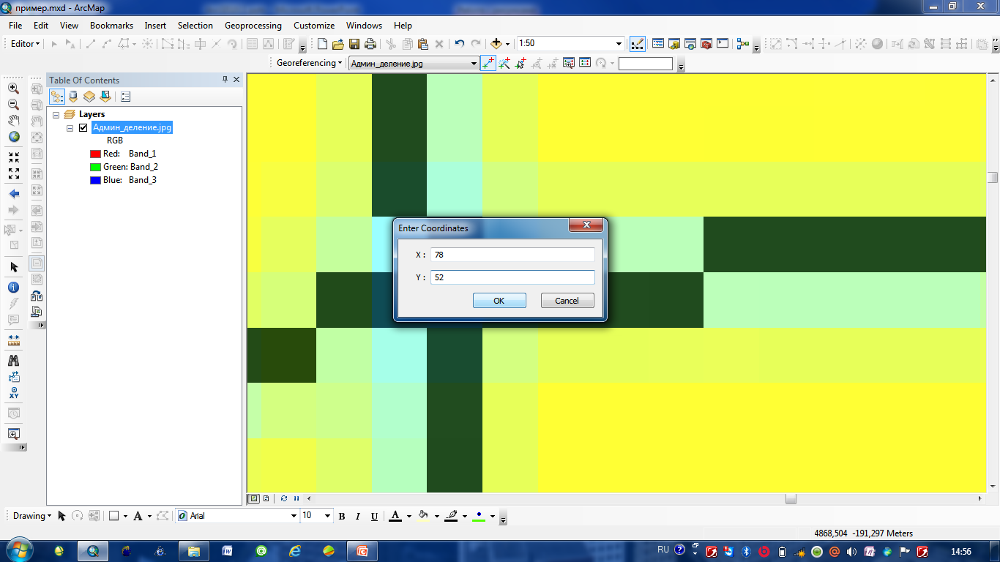 пример.mxd - ArcMap
File Edit View Bookmarks Insert Selection Geoprocessing Customize Windows Help
Editor 1:50
Georeferencing Админ_деление.jpg
Table Of Contents
Layers
Админ_деление.jpg
RGB
Red: Band_1
Green: Band_2
Blue: Band_3
Enter Coordinates
X: 78
Y: 52
OK Cancel
Drawing A Arial 10 B I U A
4868,504 -191,297 Meters
RU 14:56